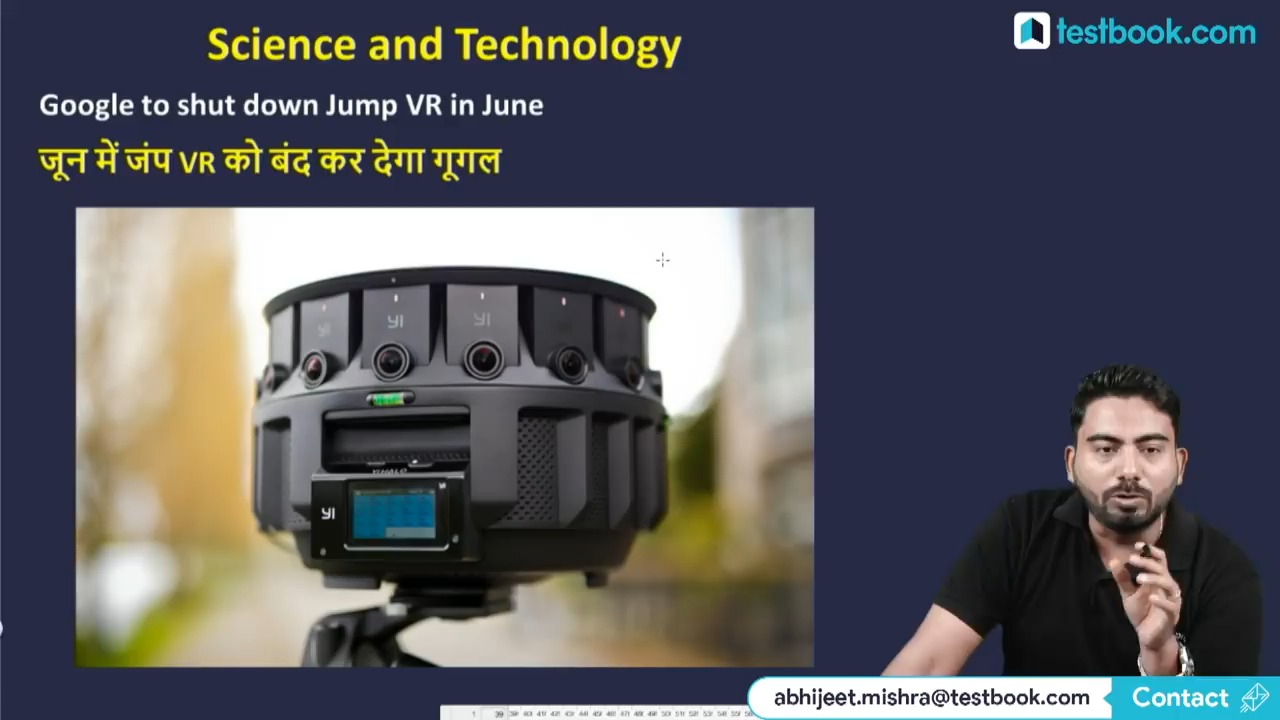 Science and Technology
testbook.com
Google to shut down Jump VR in June
जून में जंप VR को बंद कर देगा गूगल
YI
YI
YI
abhijeet.mishra@testbook.com
Contact